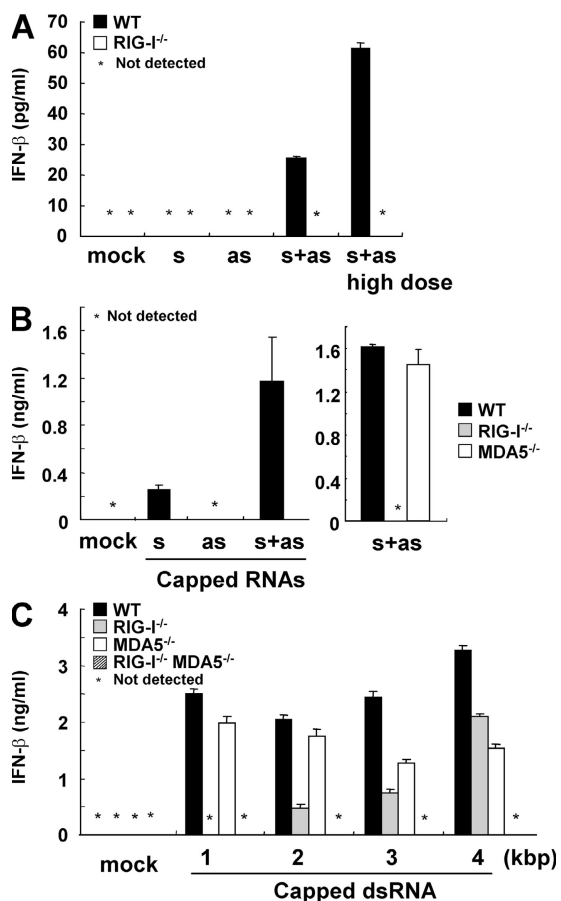 A
IFN-β (pg/ml)
70
60
50
40
30
20
10
0
WT
RIG-I-/-
* Not detected
* * * * * * * *
mock s as s+as s+as
high dose
B
IFN-β (ng/ml)
1.6
1.2
0.8
0.4
0
* Not detected
* *
mock s as s+as
Capped RNAs
1.6
1.2
0.8
0.4
0
*
s+as
WT
RIG-I-/-
MDA5-/-
C
IFN-β (ng/ml)
4
3
2
1
0
WT
RIG-I-/-
MDA5-/-
RIG-I-/- MDA5-/-
* Not detected
* * * * * * * * *
mock 1 2 3 4 (kbp)
Capped dsRNA